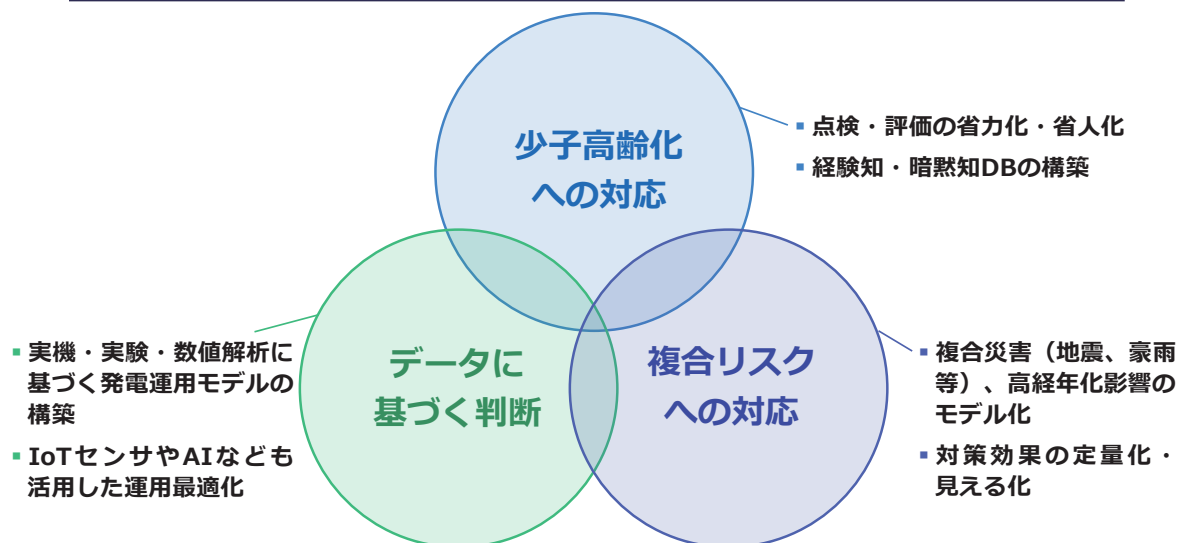 少子高齢化
への対応
▪ 点検・評価の省力化・省人化
▪ 経験知・暗黙知DBの構築
データに
基づく判断
▪ 実機・実験・数値解析に
基づく発電運用モデルの
構築
▪ IoTセンサやAIなども
活用した運用最適化
複合リスク
への対応
▪ 複合災害（地震、豪雨
等）、高経年化影響の
モデル化
▪ 対策効果の定量化・
見える化